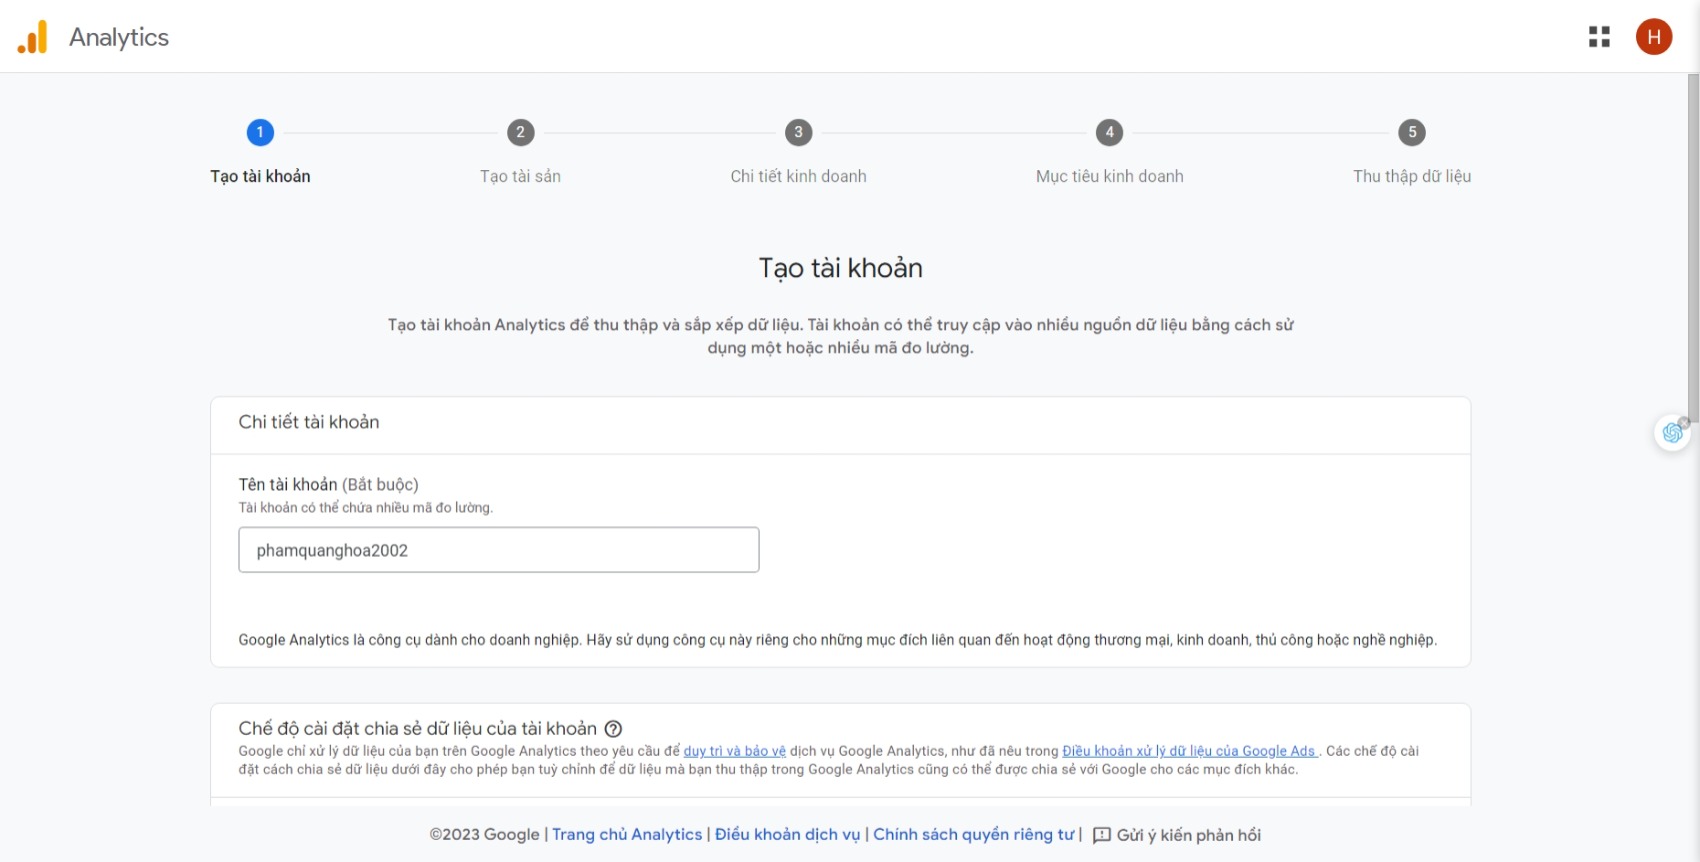 Analytics
H
1
2
3
4
5
Tạo tài khoản
Tạo tài sản
Chi tiết kinh doanh
Mục tiêu kinh doanh
Thu thập dữ liệu
Tạo tài khoản
Tạo tài khoản Analytics để thu thập và sắp xếp dữ liệu. Tài khoản có thể truy cập vào nhiều nguồn dữ liệu bằng cách sử
dụng một hoặc nhiều mã đo lường.
Chi tiết tài khoản
Tên tài khoản (Bắt buộc)
Tài khoản có thể chứa nhiều mã đo lường.
phamquanghoa2002
Google Analytics là công cụ dành cho doanh nghiệp. Hãy sử dụng công cụ này riêng cho những mục đích liên quan đến hoạt động thương mại, kinh doanh, thủ công hoặc nghề nghiệp.
Chế độ cài đặt chia sẻ dữ liệu của tài khoản
Google chỉ xử lý dữ liệu của bạn trên Google Analytics theo yêu cầu để duy trì và bảo vệ dịch vụ Google Analytics, như đã nêu trong Điều khoản xử lý dữ liệu của Google Ads . Các chế độ cài
đặt cách chia sẻ dữ liệu dưới đây cho phép bạn tuỳ chỉnh để dữ liệu mà bạn thu thập trong Google Analytics cũng có thể được chia sẻ với Google cho các mục đích khác.
©2023 Google | Trang chủ Analytics | Điều khoản dịch vụ | Chính sách quyền riêng tư | Gửi ý kiến phản hồi